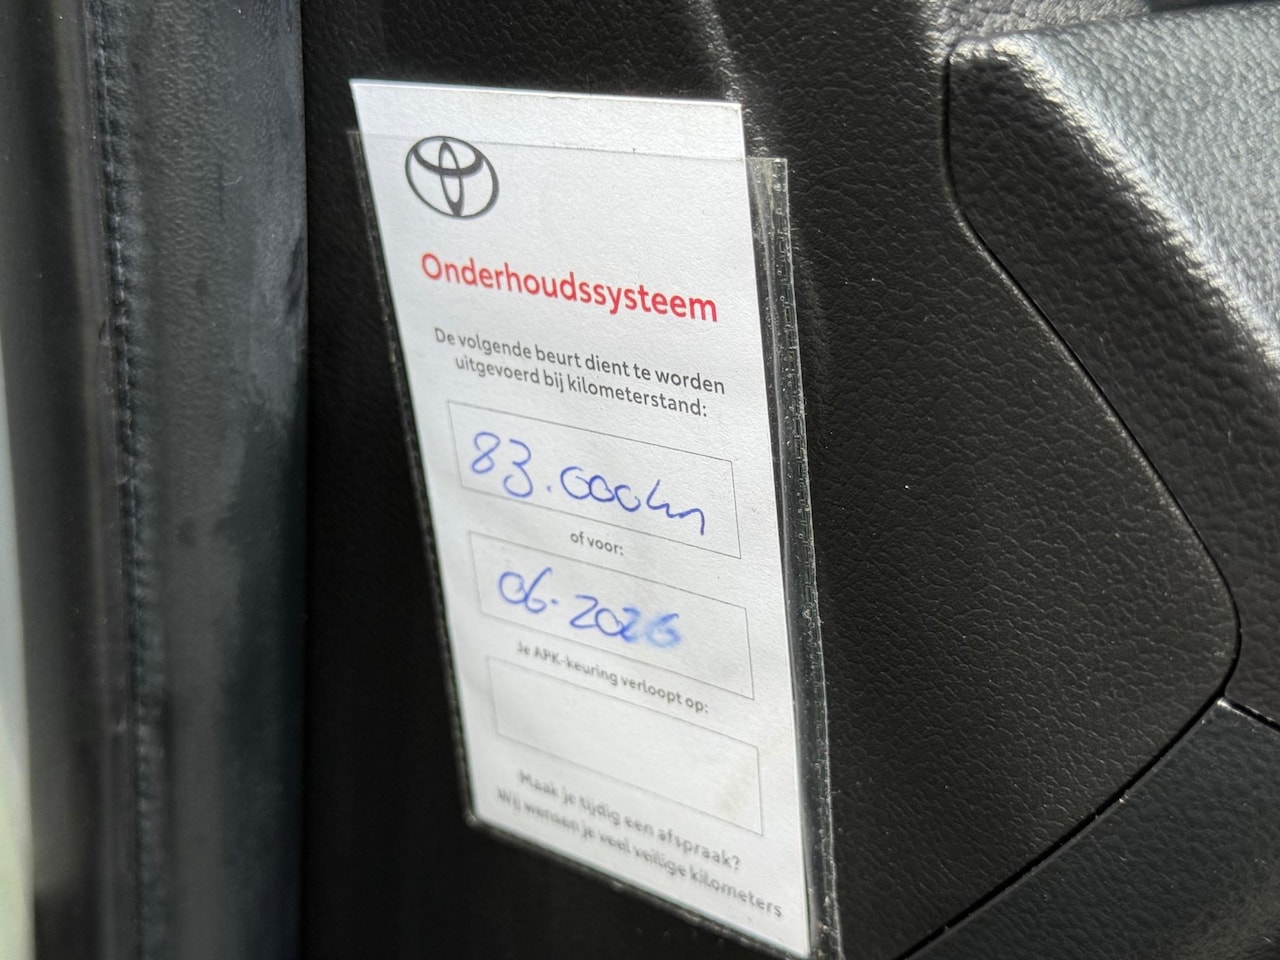 Onderhoudssysteem
De volgende beurt dient te worden
uitgevoerd bij kilometerstand:
83.000km
of voor:
06-2026
Je APK-keuring verloopt op:
Maak je tijdig een afspraak?
Wij wensen je veel veilige kilometers